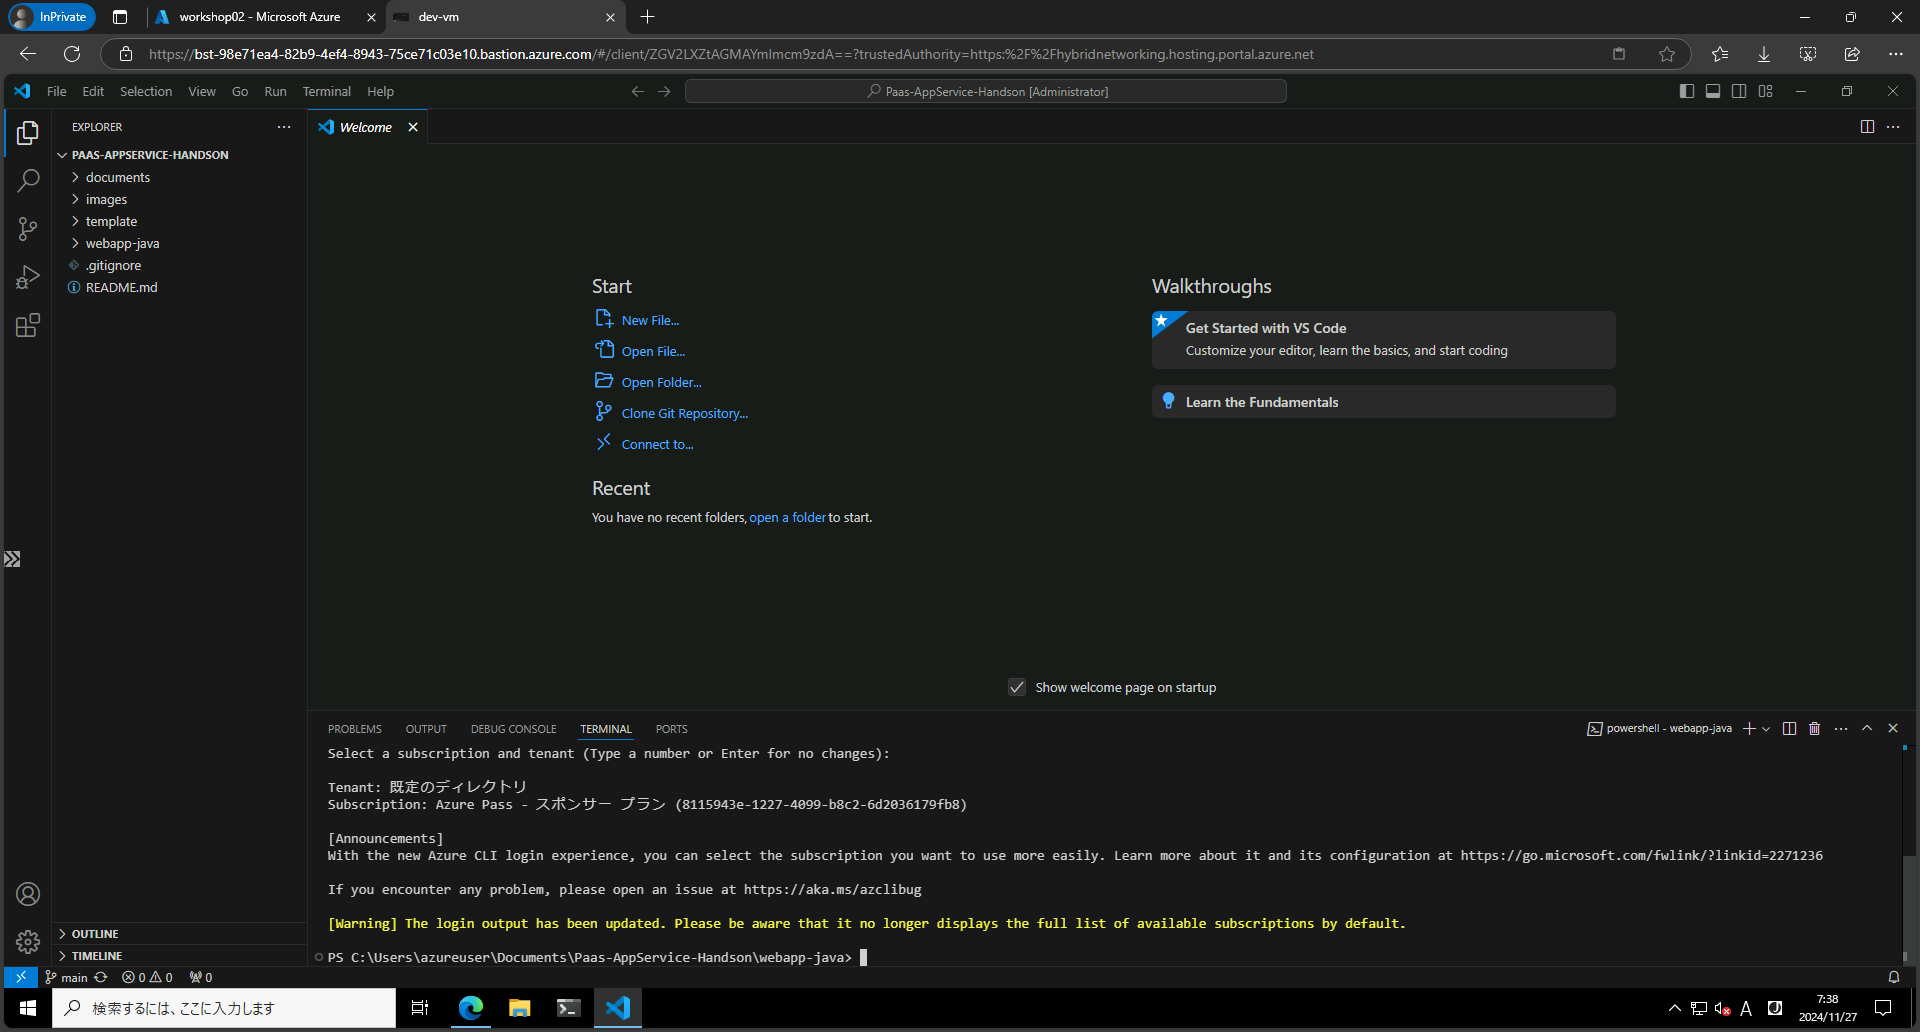 InPrivate
workshop02 - Microsoft Azure
dev-vm
https://bst-98e71ea4-82b9-4ef4-8943-75ce71c03e10.bastion.azure.com/#/client/ZGV2LXZtAGMAYmlmcm9zdA==?trustedAuthority=https:%2F%2Fhybridnetworking.hosting.portal.azure.net
File Edit Selection View Go Run Terminal Help
Paas-AppService-Handson [Administrator]
EXPLORER
Welcome
PAAS-APPSERVICE-HANDSON
documents
images
template
webapp-java
.gitignore
README.md
Start
New File...
Open File...
Open Folder...
Clone Git Repository...
Connect to...
Recent
You have no recent folders, open a folder to start.
Walkthroughs
Get Started with VS Code
Customize your editor, learn the basics, and start coding
Learn the Fundamentals
Show welcome page on startup
PROBLEMS OUTPUT DEBUG CONSOLE TERMINAL PORTS
powershell - webapp-java
Select a subscription and tenant (Type a number or Enter for no changes):
Tenant: 既定のディレクトリ
Subscription: Azure Pass - スポンサー プラン (8115943e-1227-4099-b8c2-6d2036179fb8)
[Announcements]
With the new Azure CLI login experience, you can select the subscription you want to use more easily. Learn more about it and its configuration at https://go.microsoft.com/fwlink/?linkid=2271236
If you encounter any problem, please open an issue at https://aka.ms/azclibug
[Warning] The login output has been updated. Please be aware that it no longer displays the full list of available subscriptions by default.
PS C:\Users\azureuser\Documents\Paas-AppService-Handson\webapp-java>
OUTLINE
TIMELINE
main
0 0
0
検索するには、ここに入力します
A
7:38
2024/11/27